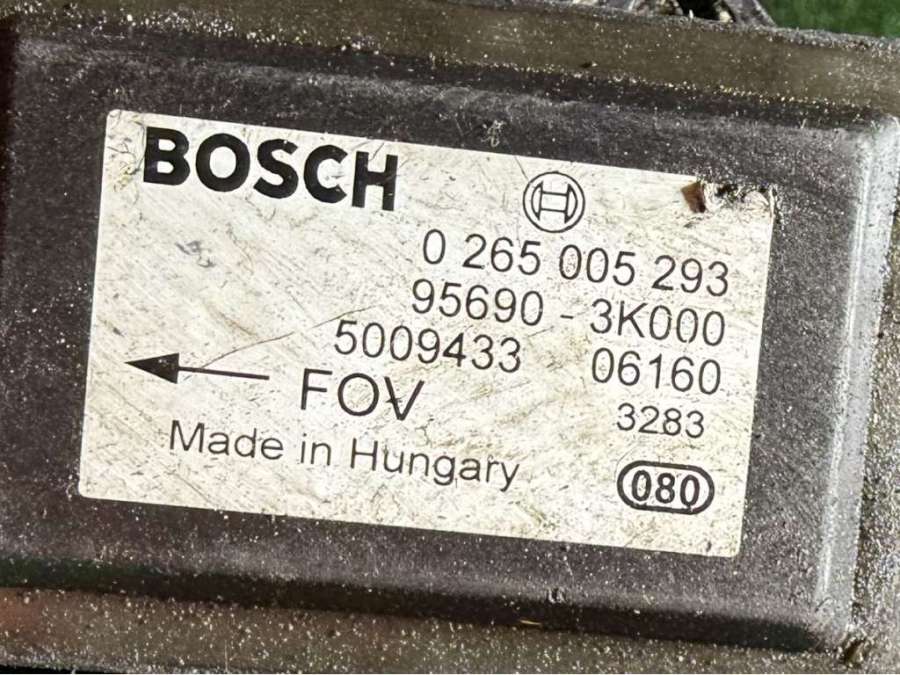 BOSCH
0 265 005 293
95690 - 3K000
5009433 06160
FOV 3283
Made in Hungary
080